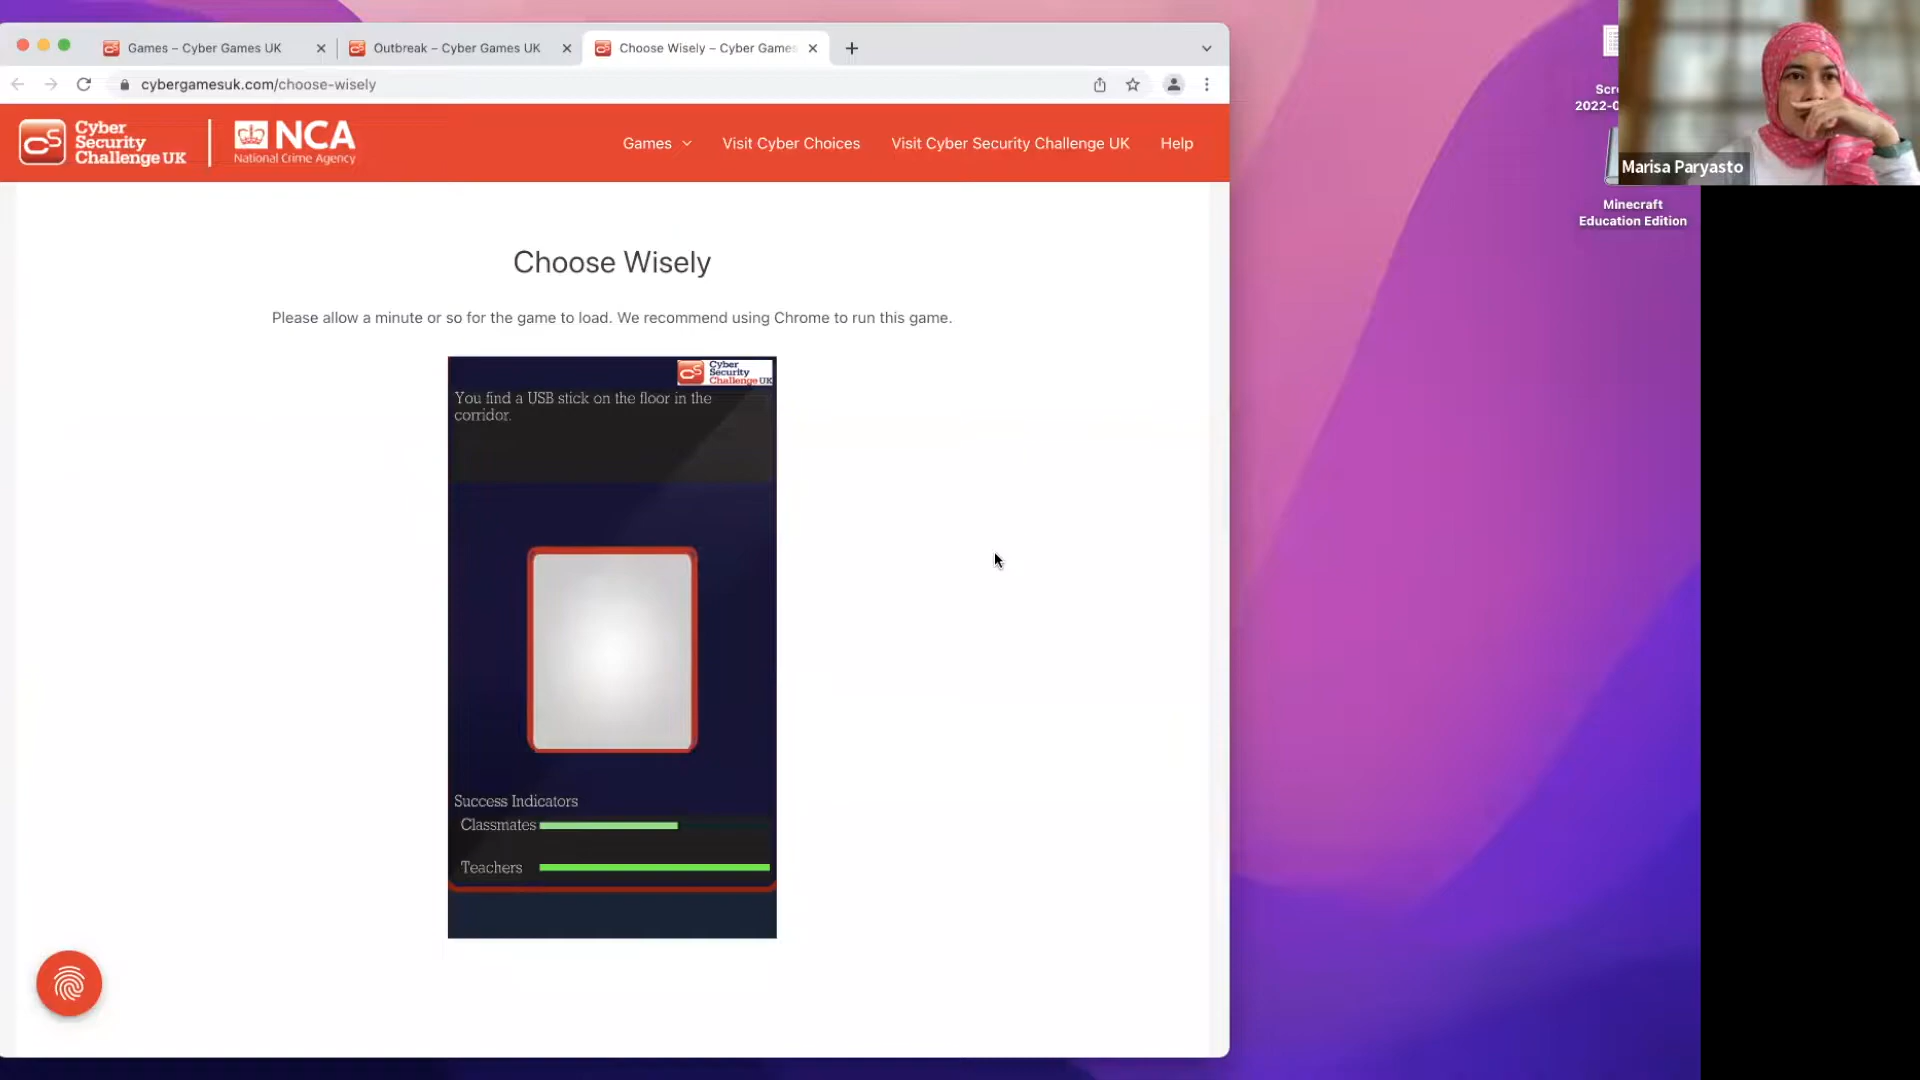 Games – Cyber Games UK
Outbreak – Cyber Games UK
Choose Wisely – Cyber Games
cybergamesuk.com/choose-wisely
Cyber
Security
Challenge UK
NCA
National Crime Agency
Games
Visit Cyber Choices
Visit Cyber Security Challenge UK
Help
Choose Wisely
Please allow a minute or so for the game to load. We recommend using Chrome to run this game.
Cyber
Security
Challenge UK
You find a USB stick on the floor in the
corridor.
Success Indicators
Classmates
Teachers
Scre
2022-0
Marisa Paryasto
Minecraft
Education Edition